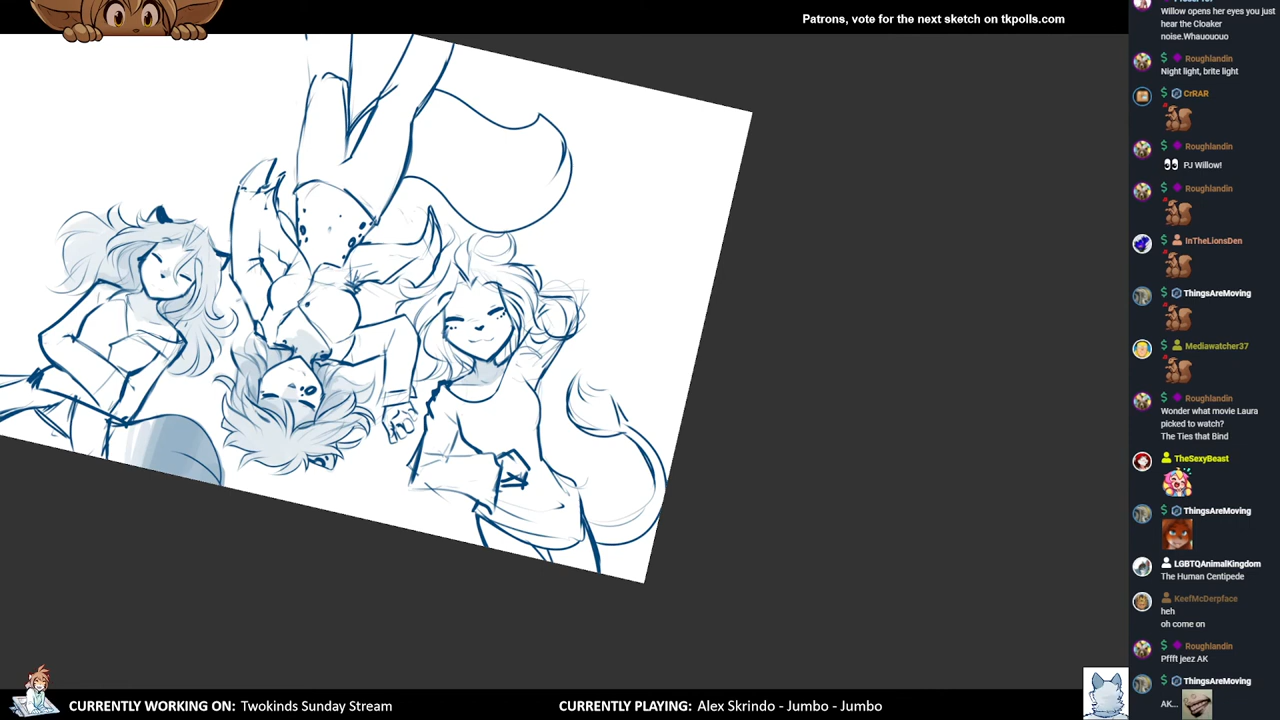 Patrons, vote for the next sketch on tkpolls.com
Willow opens her eyes you just
hear the Cloaker
noise.Whauououo
Roughlandin
Night light, brite light
CrRAR
Roughlandin
PJ Willow!
Roughlandin
InTheLionsDen
ThingsAreMoving
Mediawatcher37
Roughlandin
Wonder what movie Laura
picked to watch?
The Ties that Bind
TheSexyBeast
ThingsAreMoving
LGBTQAnimalKingdom
The Human Centipede
KeefMcDerpface
heh
oh come on
Roughlandin
Pffft jeez AK
ThingsAreMoving
AK...
CURRENTLY WORKING ON: Twokinds Sunday Stream
CURRENTLY PLAYING: Alex Skrindo - Jumbo - Jumbo